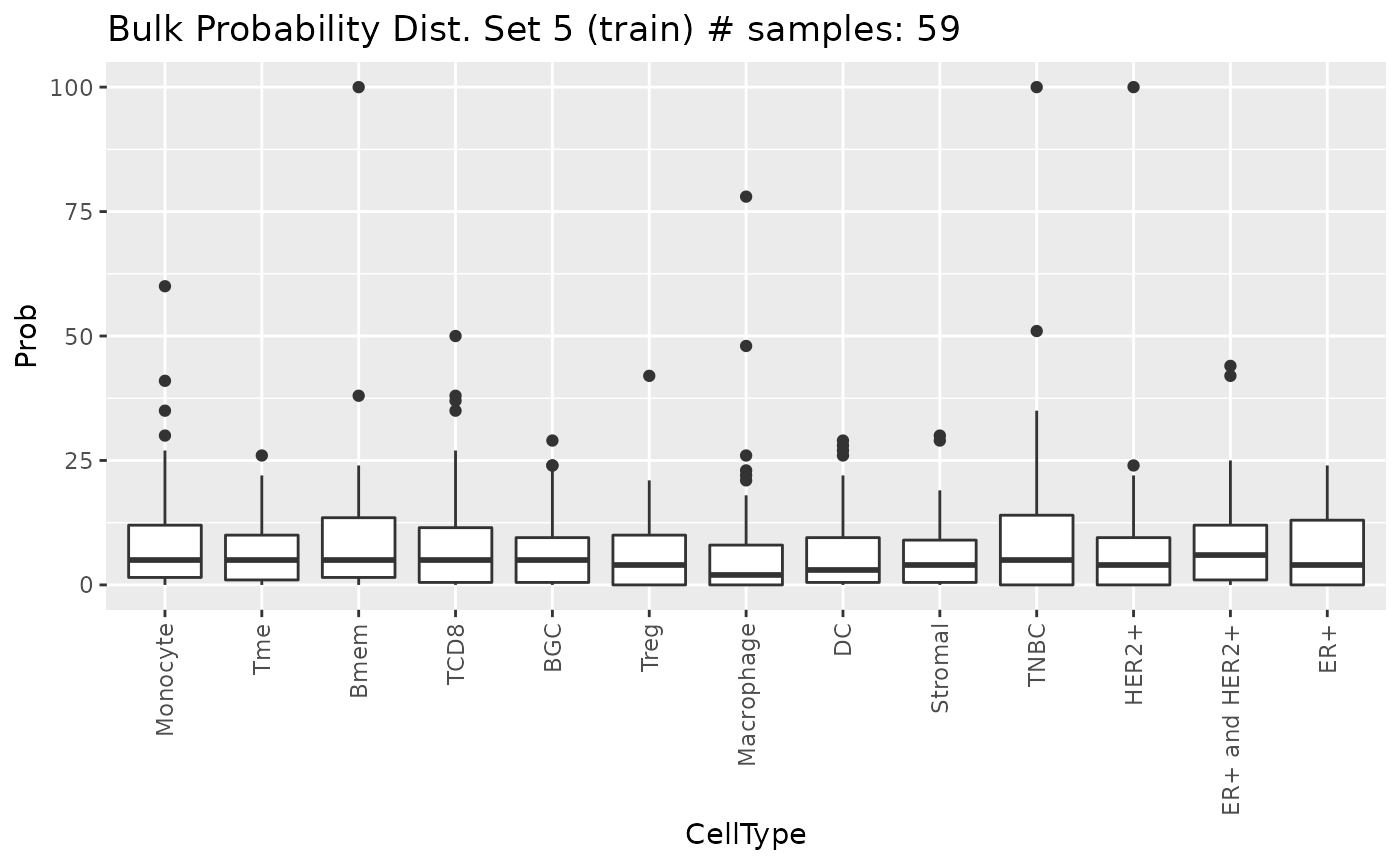 Bulk Probability Dist. Set 5 (train) # samples: 59
100
75
50
25
0
Prob
Monocyte
Tme
Bmem
TCD8
BGC
Treg
Macrophage
DC
Stromal
TNBC
HER2+
ER+ and HER2+
ER+
CellType